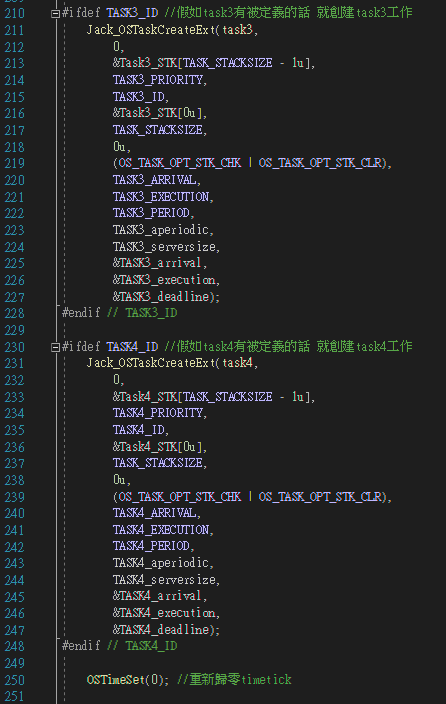 210 #ifdef TASK3_ID //假如task3有被定義的話 就創建task3工作
211 Jack_OSTaskCreateExt(task3,
212 0,
213 &Task3_STK[TASK_STACKSIZE - 1u],
214 TASK3_PRIORITY,
215 TASK3_ID,
216 &Task3_STK[0u],
217 TASK_STACKSIZE,
218 0u,
219 (OS_TASK_OPT_STK_CHK | OS_TASK_OPT_STK_CLR),
220 TASK3_ARRIVAL,
221 TASK3_EXECUTION,
222 TASK3_PERIOD,
223 TASK3_aperiodic,
224 TASK3_serversize,
225 &TASK3_arrival,
226 &TASK3_execution,
227 &TASK3_deadline);
228 #endif // TASK3_ID
229
230 #ifdef TASK4_ID //假如task4有被定義的話 就創建task4工作
231 Jack_OSTaskCreateExt(task4,
232 0,
233 &Task4_STK[TASK_STACKSIZE - 1u],
234 TASK4_PRIORITY,
235 TASK4_ID,
236 &Task4_STK[0u],
237 TASK_STACKSIZE,
238 0u,
239 (OS_TASK_OPT_STK_CHK | OS_TASK_OPT_STK_CLR),
240 TASK4_ARRIVAL,
241 TASK4_EXECUTION,
242 TASK4_PERIOD,
243 TASK4_aperiodic,
244 TASK4_serversize,
245 &TASK4_arrival,
246 &TASK4_execution,
247 &TASK4_deadline);
248 #endif // TASK4_ID
249
250 OSTimeSet(0); //重新歸零timetick
251